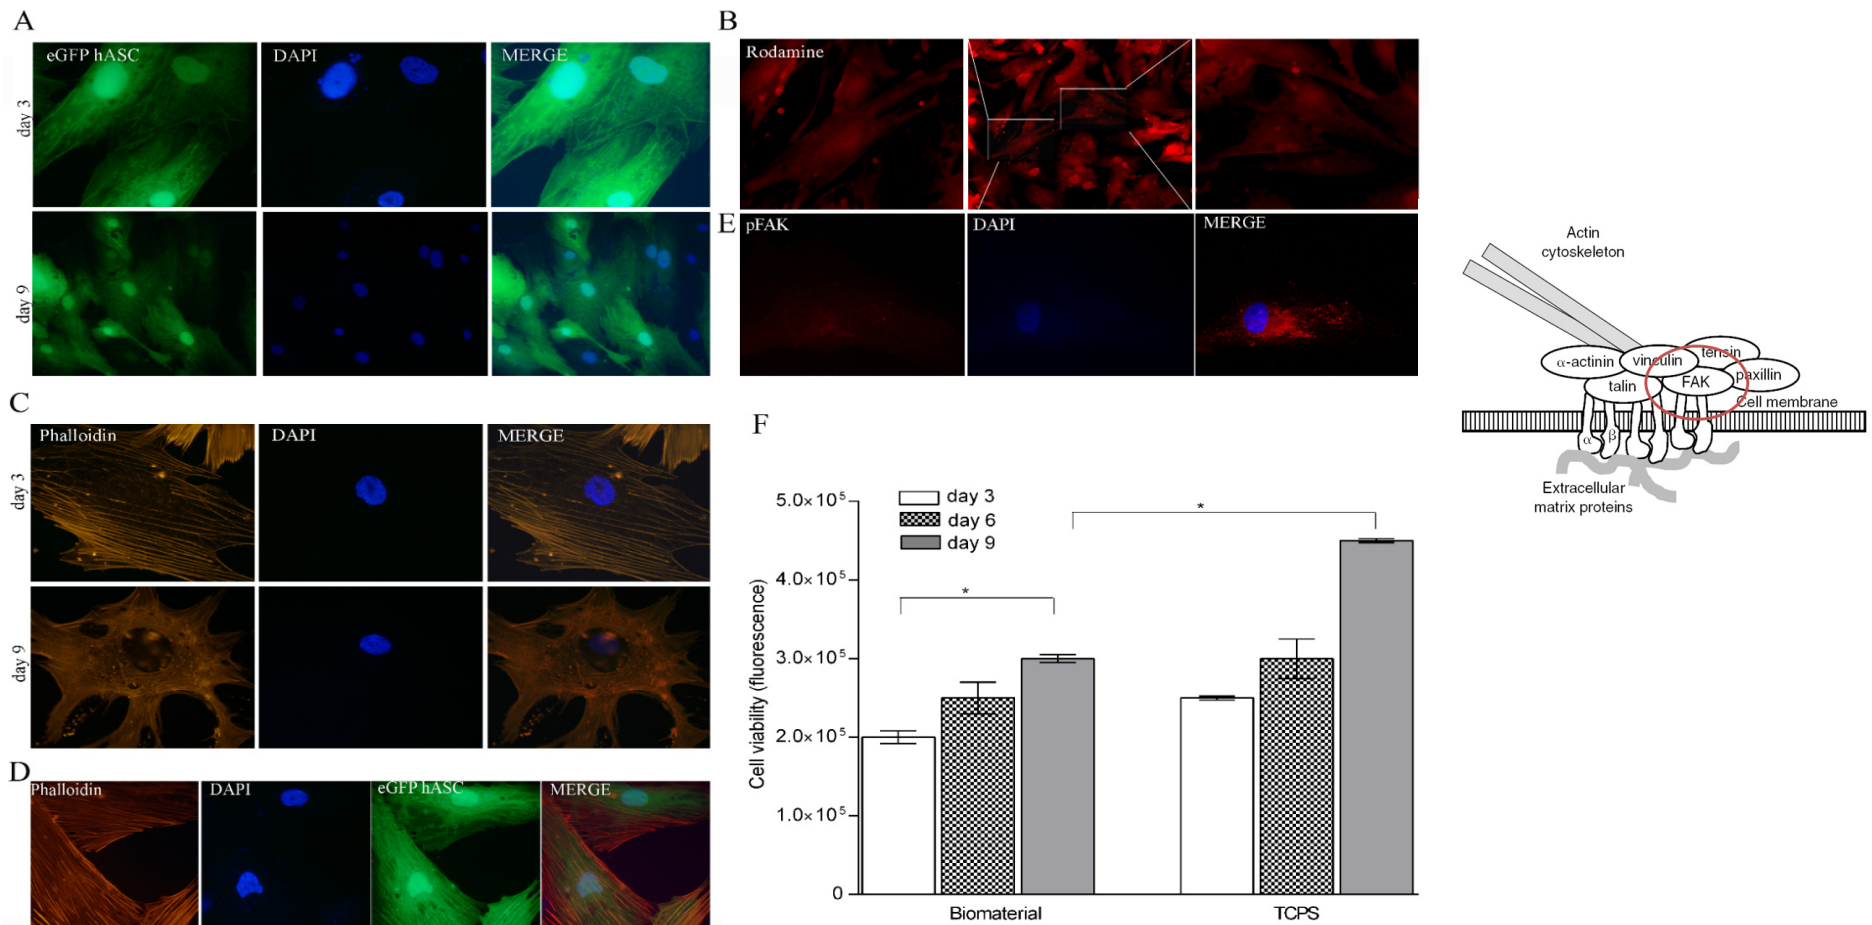 A
eGFP hASC
DAPI
MERGE
day 3
day 9
B
Rodamine
E
pFAK
DAPI
MERGE
C
Phalloidin
DAPI
MERGE
day 3
day 9
D
Phalloidin
DAPI
eGFP hASC
MERGE
F
Cell viability (fluorescence)
5.0× 10⁵
4.0× 10⁵
3.0× 10⁵
2.0× 10⁵
1.0× 10⁵
0
day 3
day 6
day 9
*
*
Biomaterial
TCPS
Actin
cytoskeleton
α-actinin
vinculin
tensin
talin
FAK
paxillin
Cell membrane
α
β
Extracellular
matrix proteins